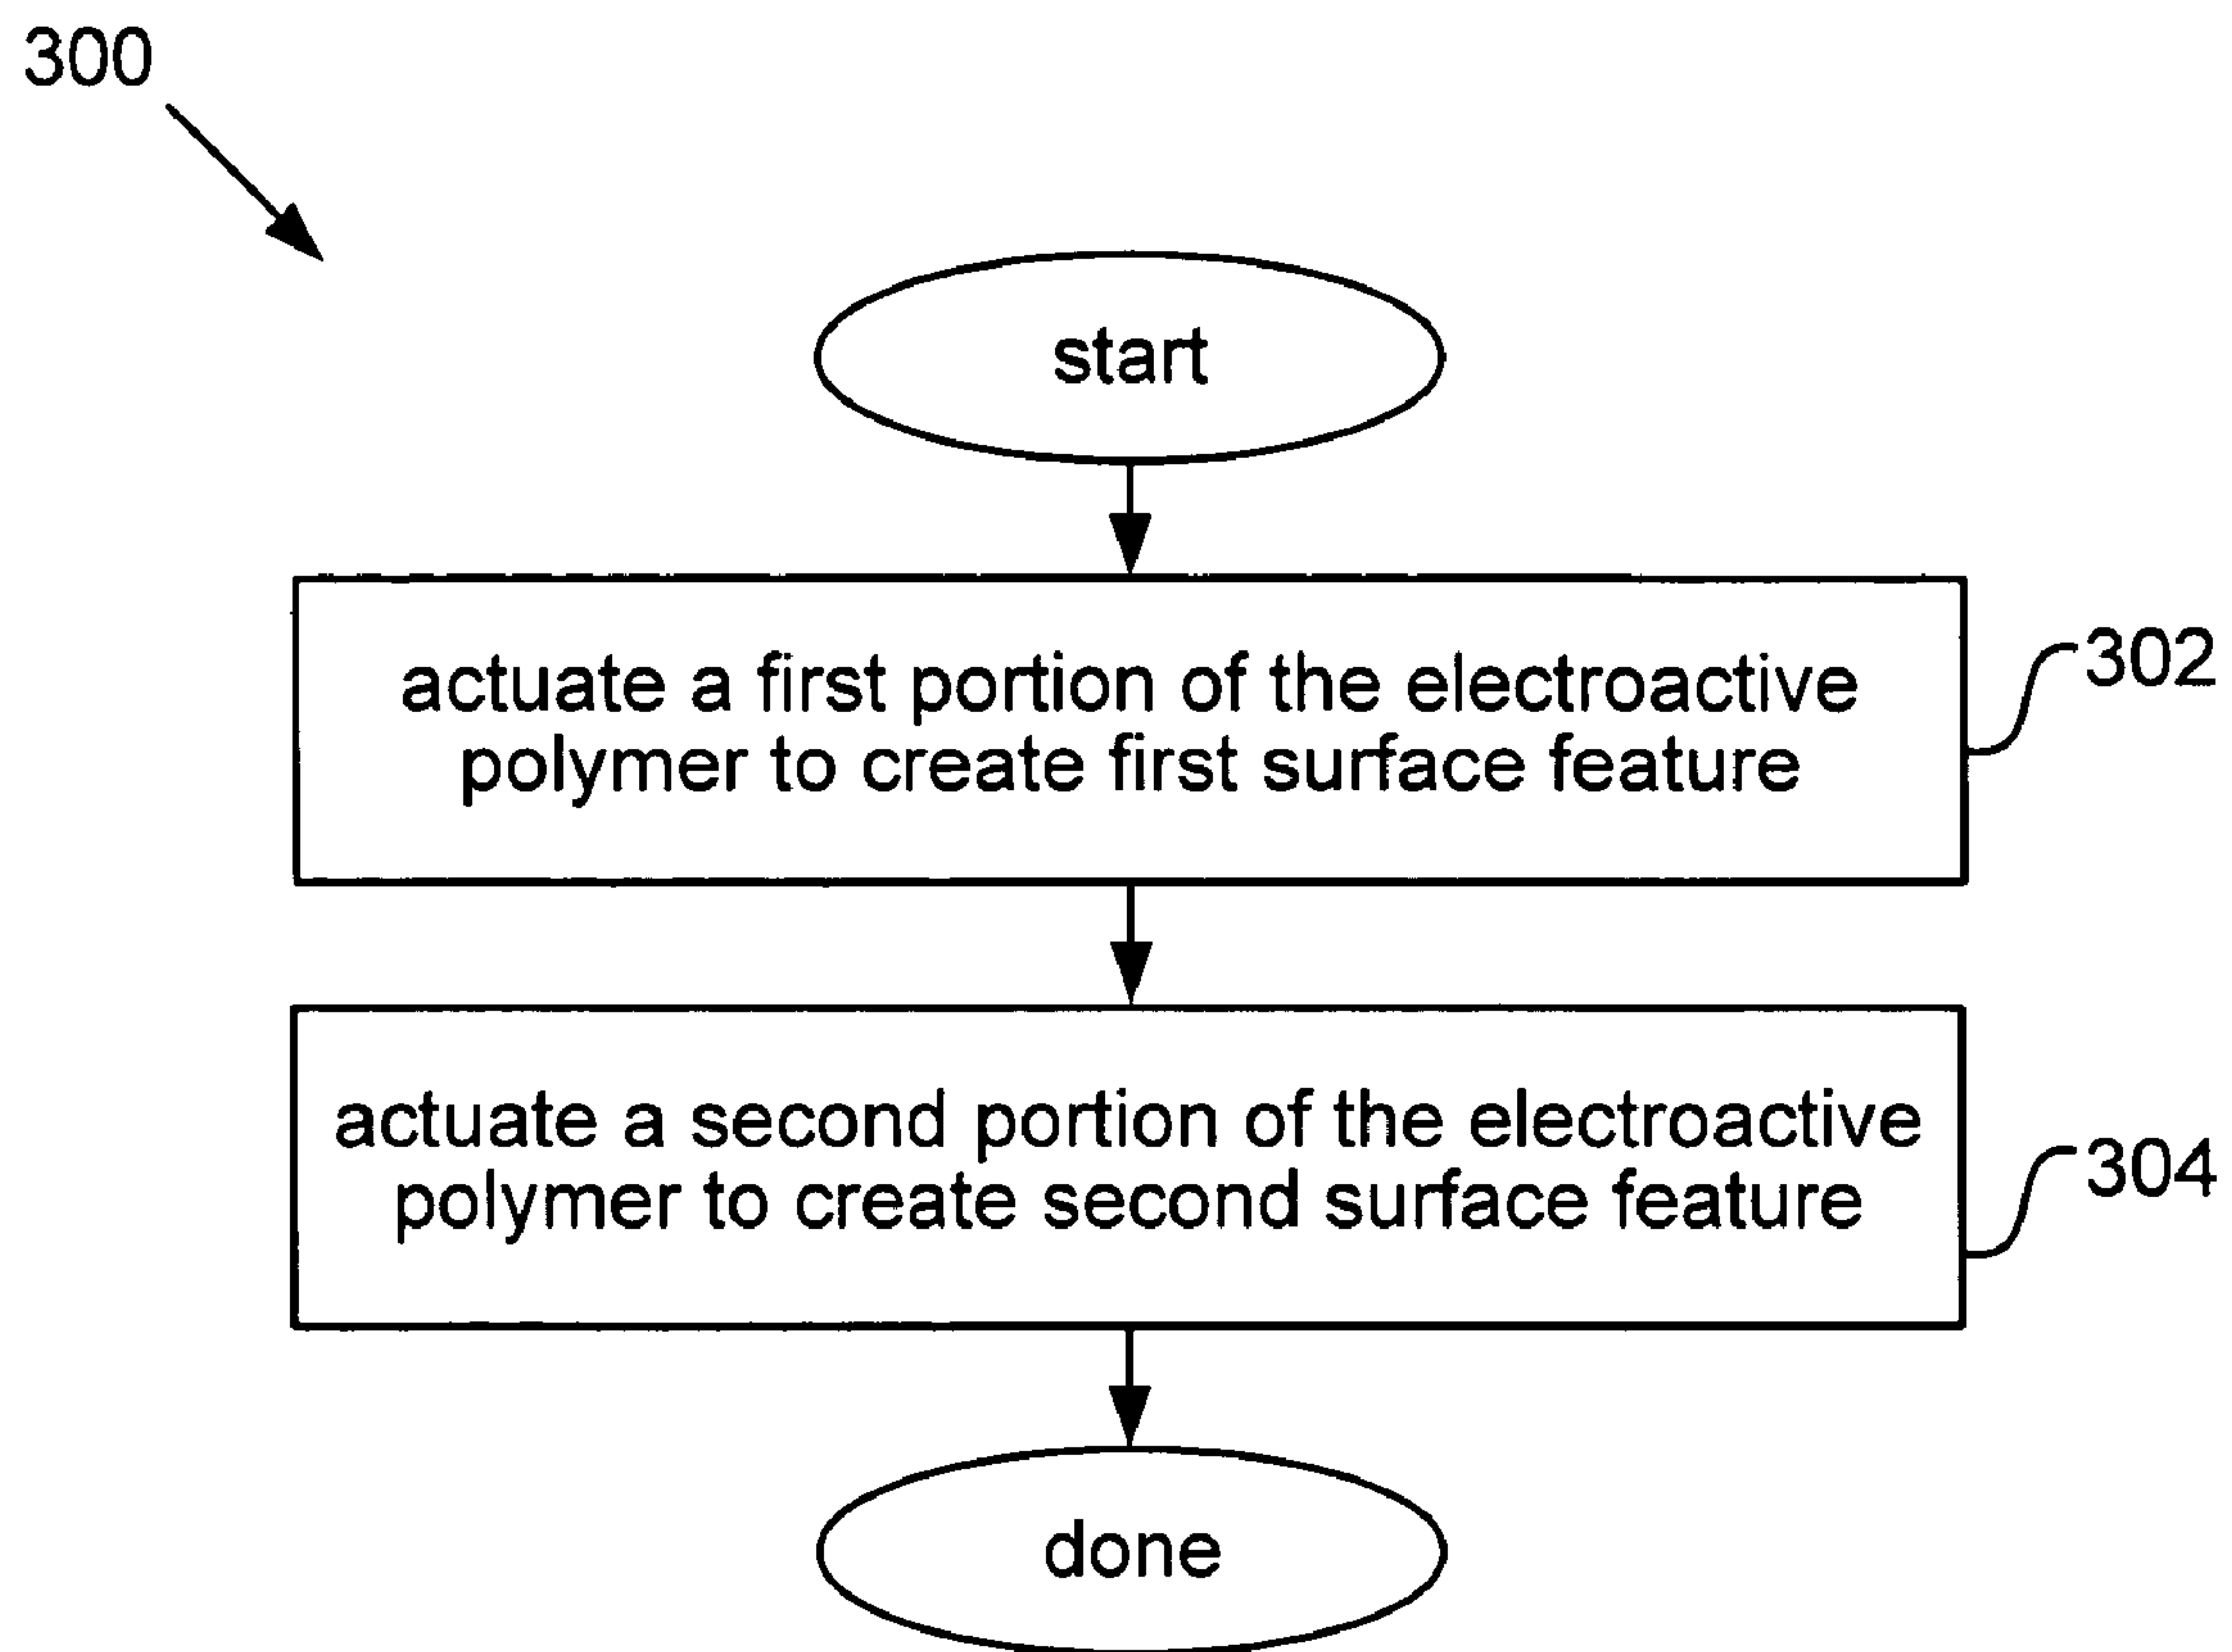 300
start
actuate a first portion of the electroactive
polymer to create first surface feature
302
actuate a second portion of the electroactive
polymer to create second surface feature
304
done